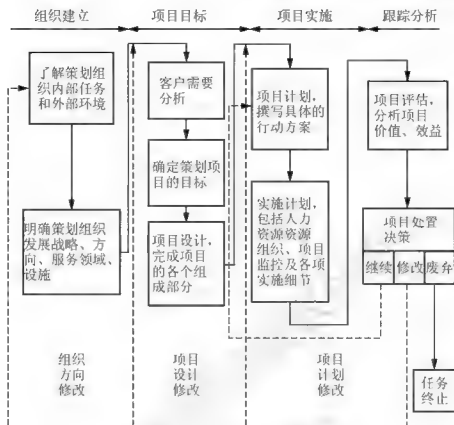 组织建立
项目目标
项目实施
跟踪分析
了解策划组
织内部任务
和外部环境
明确策划组织
发展战略、方
向、服务领域、
设施
客户需要
分析
确定策划项
目的目标
项目设计,
完成项目
的各个组
成部分
项目计划,
撰写具体的
行动方案
实施计划,
包括人力
资源资源
组织、项目
监控及各项
实施细节
项目评估,
分析项目
价值、效益
项目处置
决策
继续 修改 废弃
任务
终止
组织
方向
修改
项目
设计
修改
项目
计划
修改